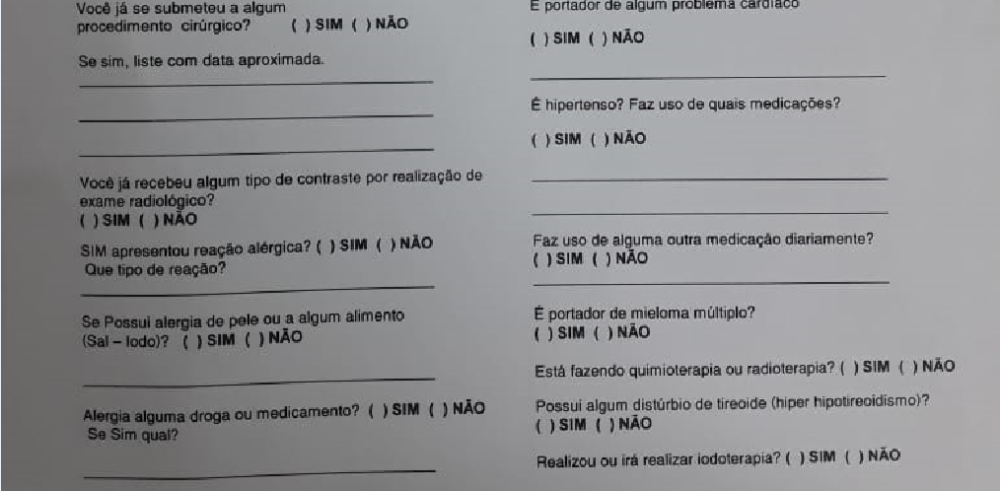 Você já se submeteu a algum
procedimento cirúrgico? ( ) SIM ( ) NÃO
Se sim, liste com data aproximada.
Você já recebeu algum tipo de contraste por realização de
exame radiológico?
( ) SIM ( ) NÃO
SIM apresentou reação alérgica? ( ) SIM ( ) NÃO
Que tipo de reação?
Se Possui alergia de pele ou a algum alimento
(Sal – Iodo)? ( ) SIM ( ) NÃO
Alergia alguma droga ou medicamento? ( ) SIM ( ) NÃO
Se Sim qual?
É portador de algum problema cardíaco
( ) SIM ( ) NÃO
É hipertenso? Faz uso de quais medicações?
( ) SIM ( ) NÃO
Faz uso de alguma outra medicação diariamente?
( ) SIM ( ) NÃO
É portador de mieloma múltiplo?
( ) SIM ( ) NÃO
Está fazendo quimioterapia ou radioterapia? ( ) SIM ( ) NÃO
Possui algum distúrbio de tireoide (hiper hipotireoidismo)?
( ) SIM ( ) NÃO
Realizou ou irá realizar iodoterapia? ( ) SIM ( ) NÃO